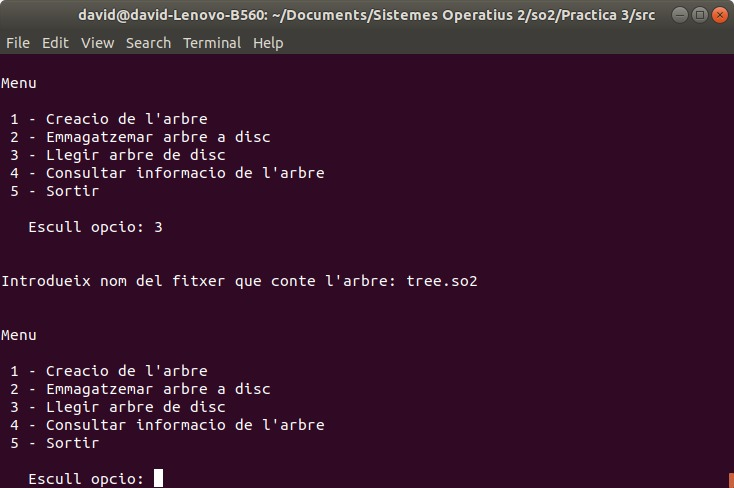 david@david-Lenovo-B560: ~/Documents/Sistemes Operatius 2/so2/Practica 3/src
File Edit View Search Terminal Help
Menu
1 - Creacio de l'arbre
2 - Emmagatzemar arbre a disc
3 - Llegir arbre de disc
4 - Consultar informacio de l'arbre
5 - Sortir
Escull opcio: 3
Introdueix nom del fitxer que conte l'arbre: tree.so2
Menu
1 - Creacio de l'arbre
2 - Emmagatzemar arbre a disc
3 - Llegir arbre de disc
4 - Consultar informacio de l'arbre
5 - Sortir
Escull opcio: